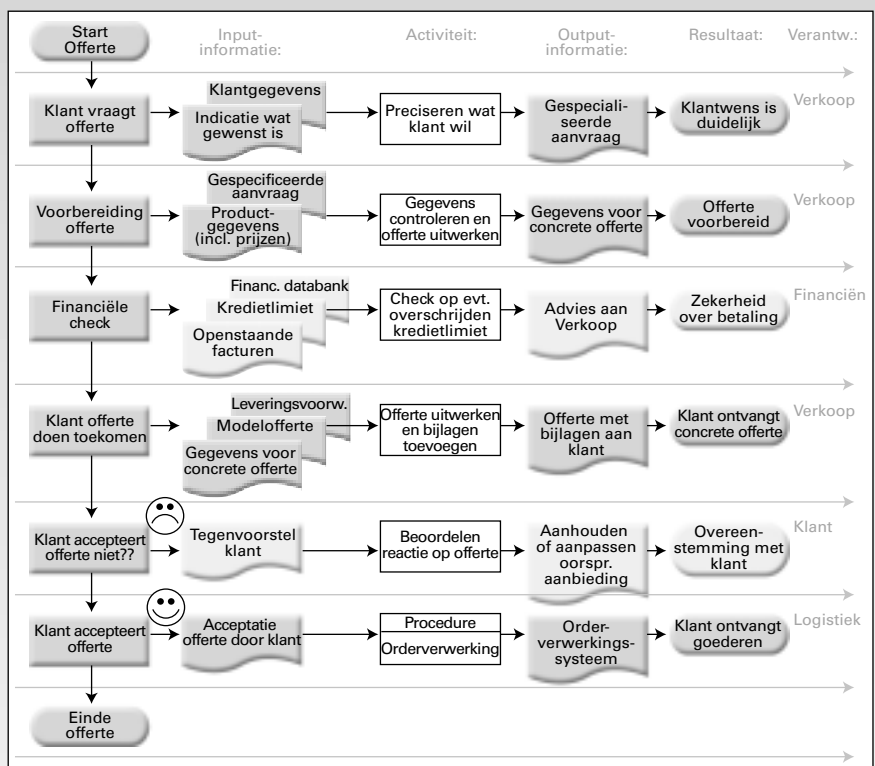 Start
Offerte
Input-
informatie:
Activiteit:
Output-
informatie:
Resultaat:
Verantw.:
Klant vraagt
offerte
Klantgegevens
Indicatie wat
gewenst is
Preciseren wat
klant wil
Gespeciali-
seerde
aanvraag
Klantwens is
duidelijk
Verkoop
Voorbereiding
offerte
Gespecificeerde
aanvraag
Product-
gegevens
(incl. prijzen)
Gegevens
controleren en
offerte uitwerken
Gegevens voor
concrete offerte
Offerte
voorbereid
Verkoop
Financiële
check
Financ. databank
Kredietlimiet
Openstaande
facturen
Check op evt.
overschrijden
kredietlimiet
Advies aan
Verkoop
Zekerheid
over betaling
Financiën
Klant offerte
doen toekomen
Leveringsvoorw.
Modelofferte
Gegevens voor
concrete offerte
Offerte uitwerken
en bijlagen
toevoegen
Offerte met
bijlagen aan
klant
Klant ontvangt
concrete offerte
Verkoop
Klant accepteert
offerte niet??
Tegenvoorstel
klant
Beoordelen
reactie op offerte
Aanhouden
of aanpassen
oorspr.
aanbieding
Overeen-
stemming met
klant
Klant
Klant accepteert
offerte
Acceptatie
offerte door klant
Procedure
Orderverwerking
Order-
verwerkings-
systeem
Klant ontvangt
goederen
Logistiek
Einde
offerte